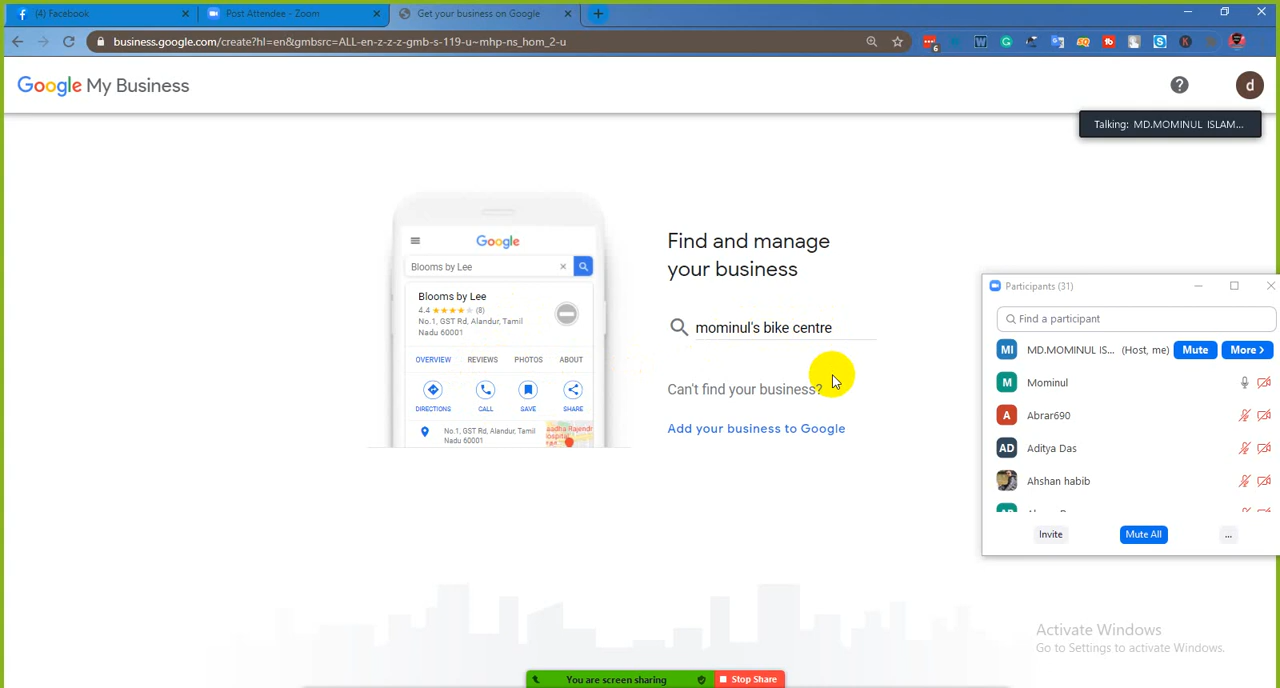 (4) Facebook
Post Attendee - Zoom
Get your business on Google
business.google.com/create?hl=en&gmbsrc=ALL-en-z-z-z-gmb-s-119-u~mhp-ns_hom_2-u
6
Google My Business
d
Talking: MD.MOMINUL ISLAM...
Google
Blooms by Lee
Blooms by Lee
4.4 ★★★★★ (8)
No.1, GST Rd, Alandur, Tamil
Nadu 60001
OVERVIEW REVIEWS PHOTOS ABOUT
DIRECTIONS CALL SAVE SHARE
No.1, GST Rd, Alandur, Tamil
Nadu 60001
Find and manage
your business
mominul's bike centre
Can't find your business?
Add your business to Google
Participants (31)
Find a participant
MI MD.MOMINUL IS... (Host, me) Mute More >
M Mominul
A Abrar690
AD Aditya Das
Ahshan habib
Invite Mute All ...
Activate Windows
Go to Settings to activate Windows.
You are screen sharing Stop Share